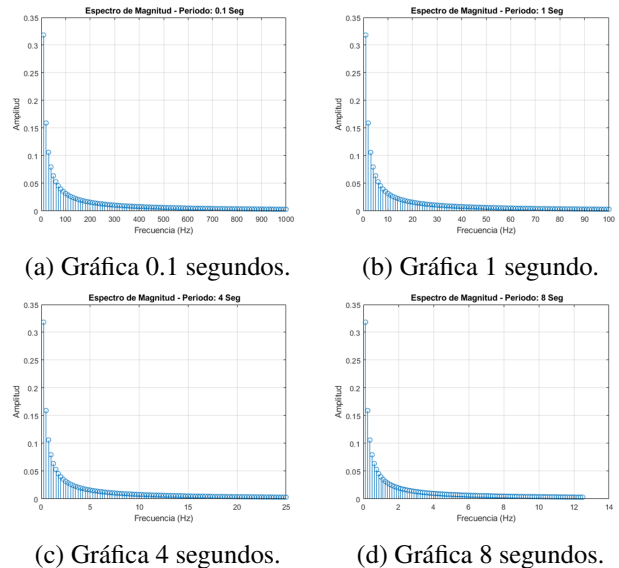 Espectro de Magnitud - Periodo: 0.1 Seg
0.35
0.3
0.25
0.2
0.15
0.1
0.05
0
Amplitud
0 100 200 300 400 500 600 700 800 900 1000
Frecuencia (Hz)
(a) Gráfica 0.1 segundos.
Espectro de Magnitud - Periodo: 1 Seg
0.35
0.3
0.25
0.2
0.15
0.1
0.05
0
Amplitud
0 10 20 30 40 50 60 70 80 90 100
Frecuencia (Hz)
(b) Gráfica 1 segundo.
Espectro de Magnitud - Periodo: 4 Seg
0.35
0.3
0.25
0.2
0.15
0.1
0.05
0
Amplitud
0 5 10 15 20 25
Frecuencia (Hz)
(c) Gráfica 4 segundos.
Espectro de Magnitud - Periodo: 8 Seg
0.35
0.3
0.25
0.2
0.15
0.1
0.05
0
Amplitud
0 2 4 6 8 10 12 14
Frecuencia (Hz)
(d) Gráfica 8 segundos.